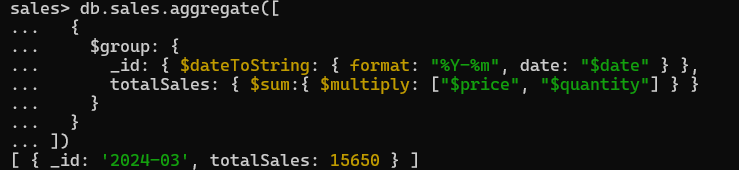 sales> db.sales.aggregate([
...   {
...     $group: {
...       _id: { $dateToString: { format: "%Y-%m", date: "$date" } },
...       totalSales: { $sum:{ $multiply: ["$price", "$quantity"] } }
...     }
...   }
... ])
[ { _id: '2024-03', totalSales: 15650 } ]